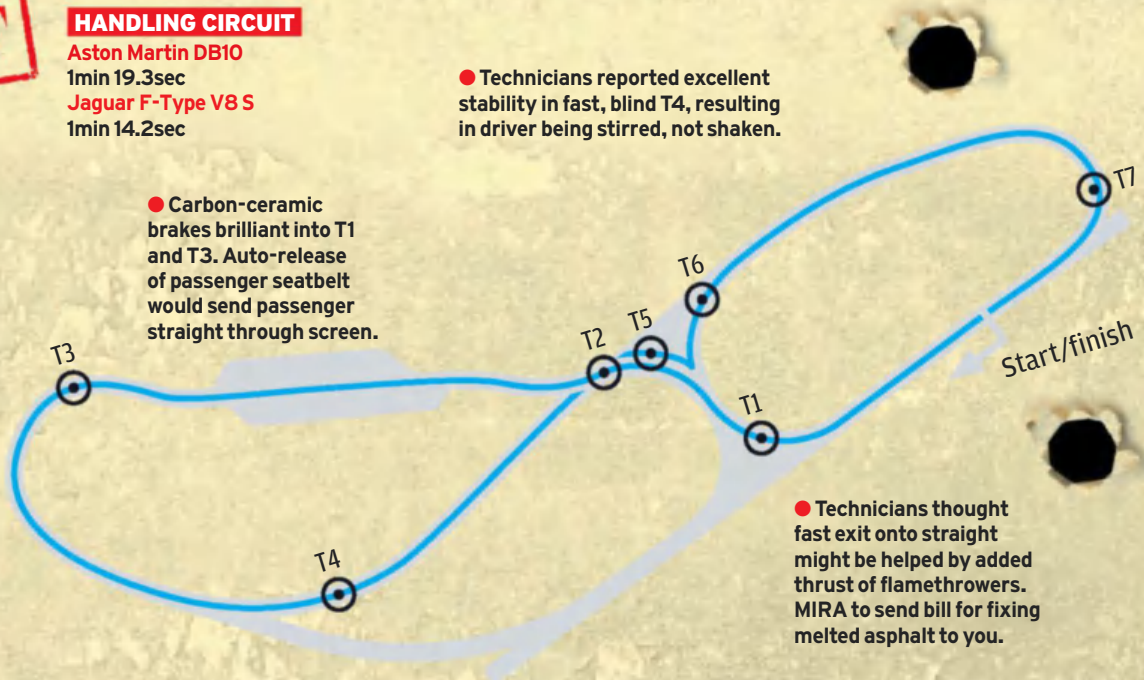 HANDLING CIRCUIT
Aston Martin DB10
1min 19.3sec
Jaguar F-Type V8 S
1min 14.2sec
● Technicians reported excellent
stability in fast, blind T4, resulting
in driver being stirred, not shaken.
● Carbon-ceramic
brakes brilliant into T1
and T3. Auto-release
of passenger seatbelt
would send passenger
straight through screen.
T7
T6
T5
T2
T3
Start/finish
T1
T4
● Technicians thought
fast exit onto straight
might be helped by added
thrust of flamethrowers.
MIRA to send bill for fixing
melted asphalt to you.